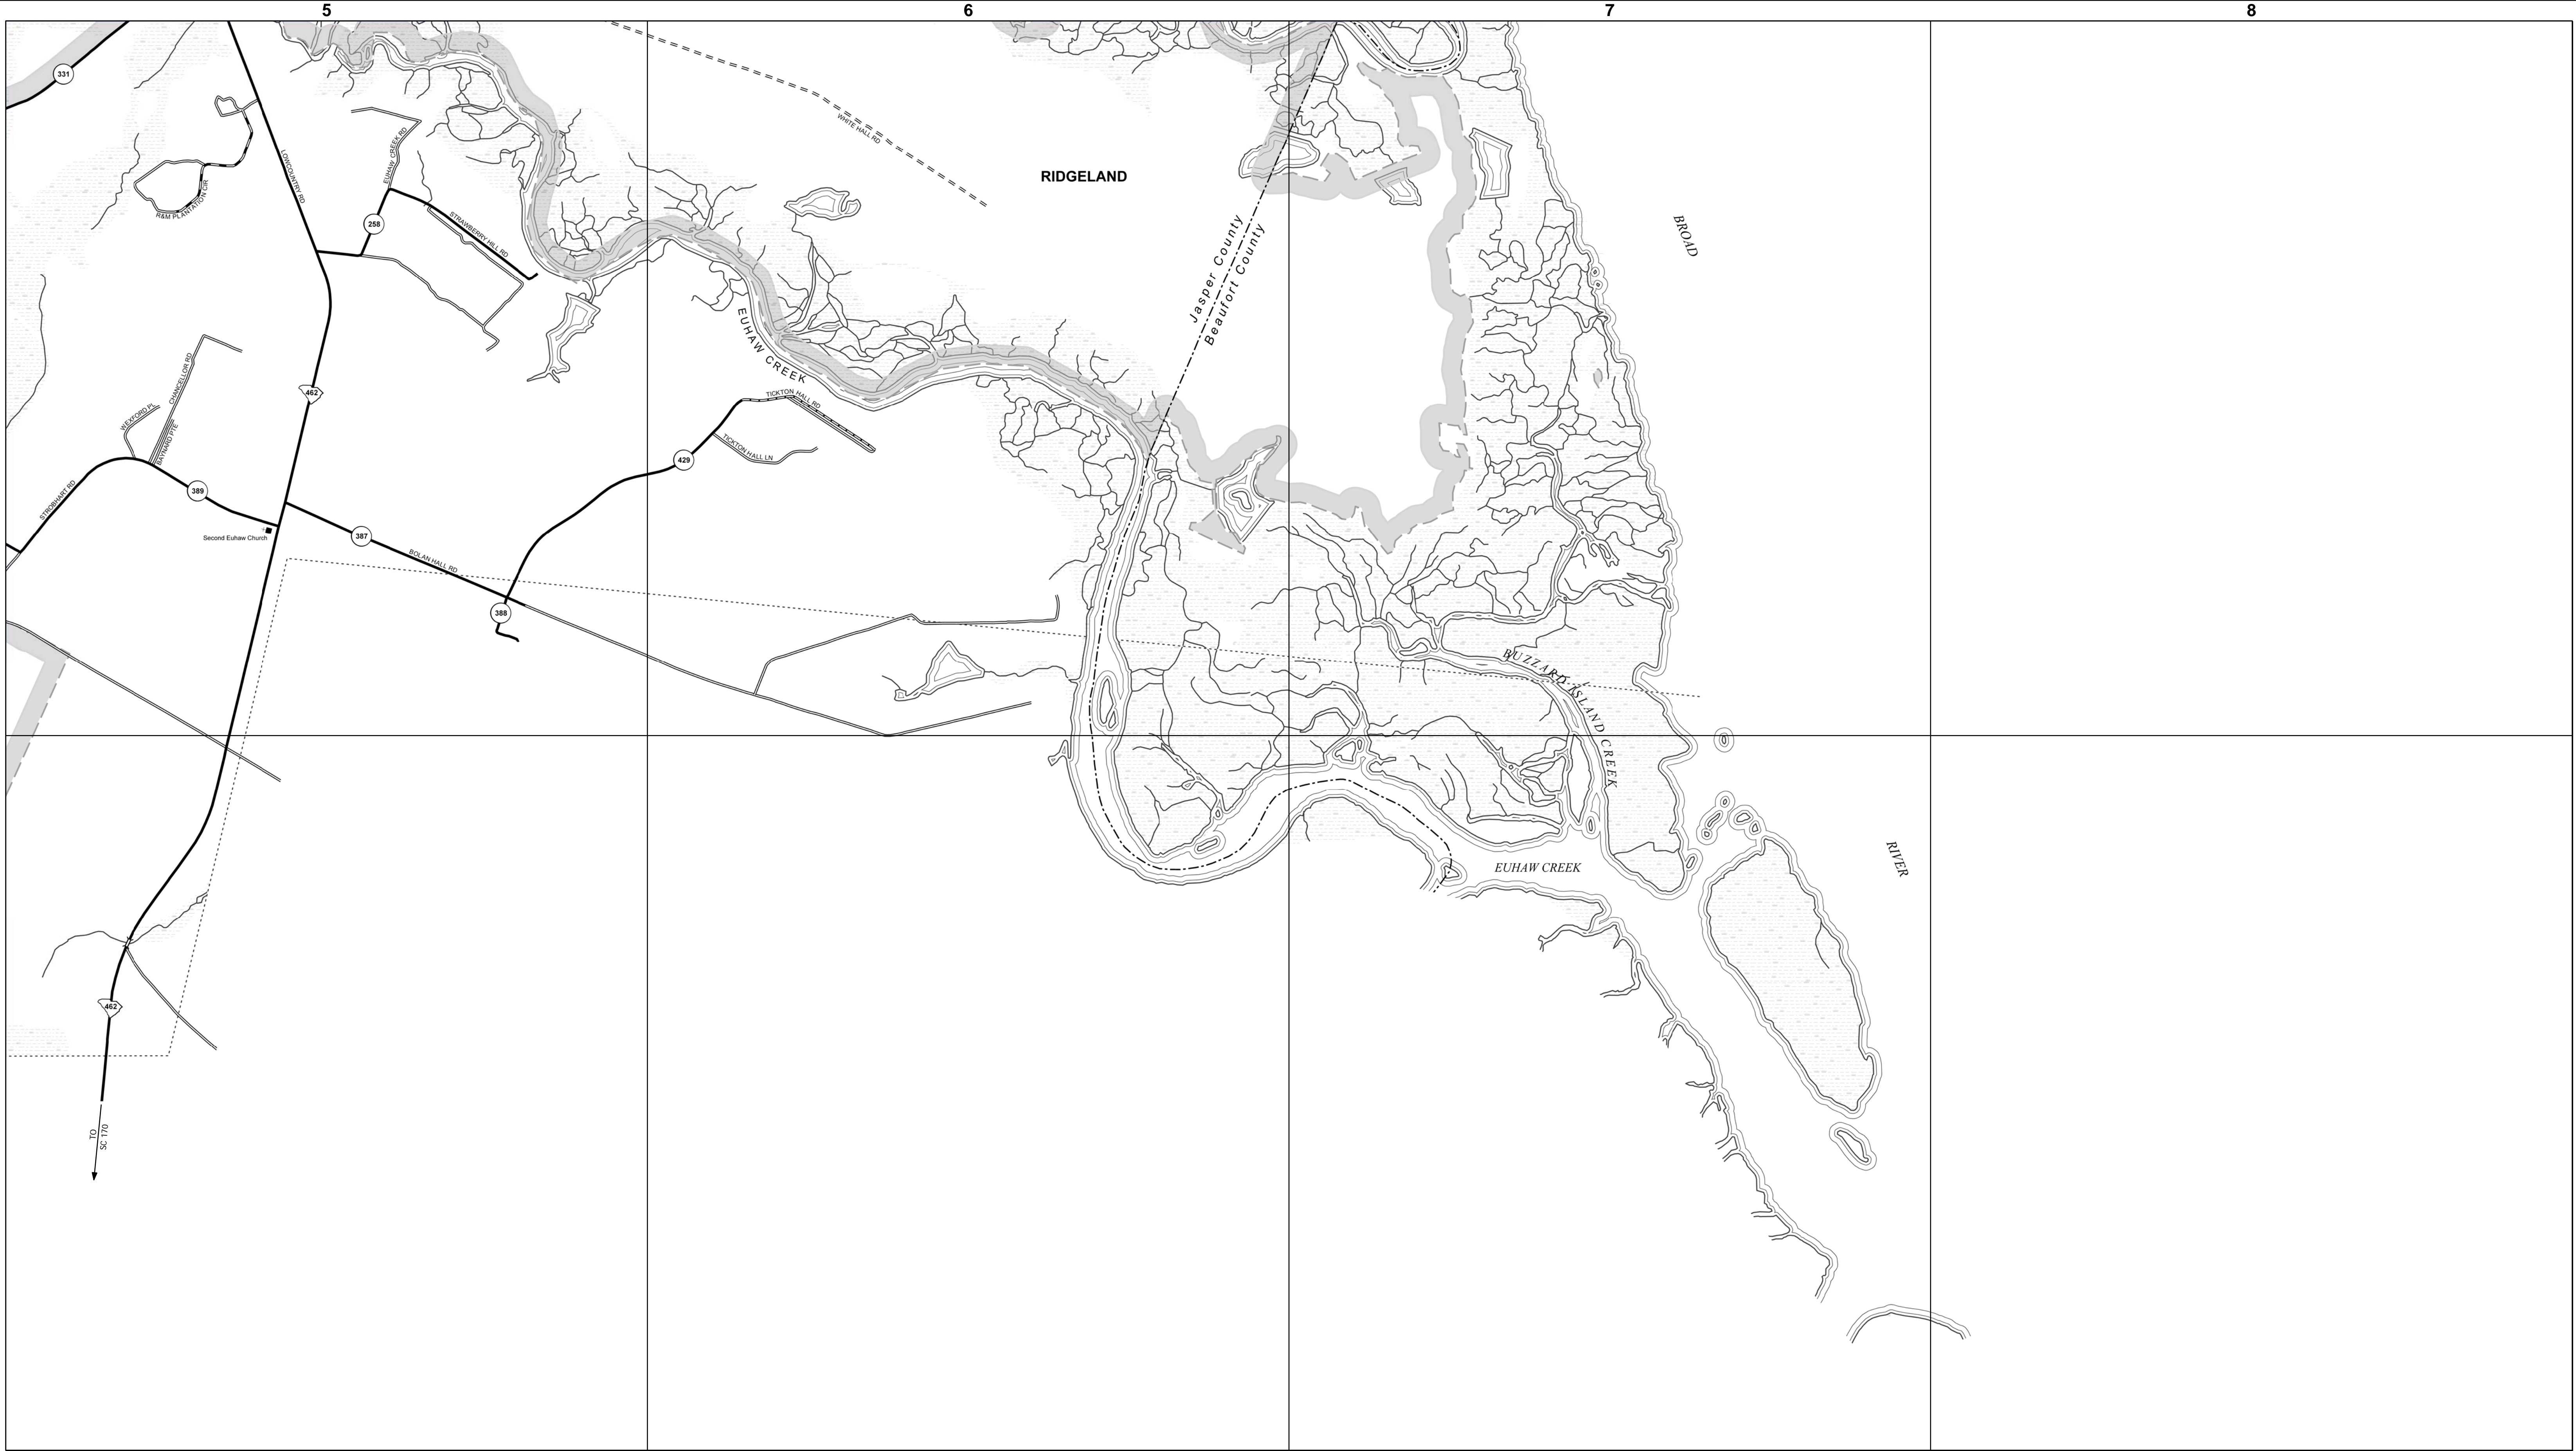 5
6
7
8
331
LOWCOUNTRY RD
EUHAW CREEK RD
WHITE HALL RD
RIDGELAND
R&M PLANTATION CIR
258
STRAWBERRY HILL RD
Jasper County
Beaufort County
BROAD
EUHAW CREEK
CHANCELLOR RD
462
TICKTON HALL RD
WEXFORD PL
BAYNARD PTE
TICKTON HALL LN
429
STROBHART RD
389
Second Euhaw Church
387
BOLAN HALL RD
388
BUZZARD ISLAND CREEK
EUHAW CREEK
RIVER
462
TO
SC 170